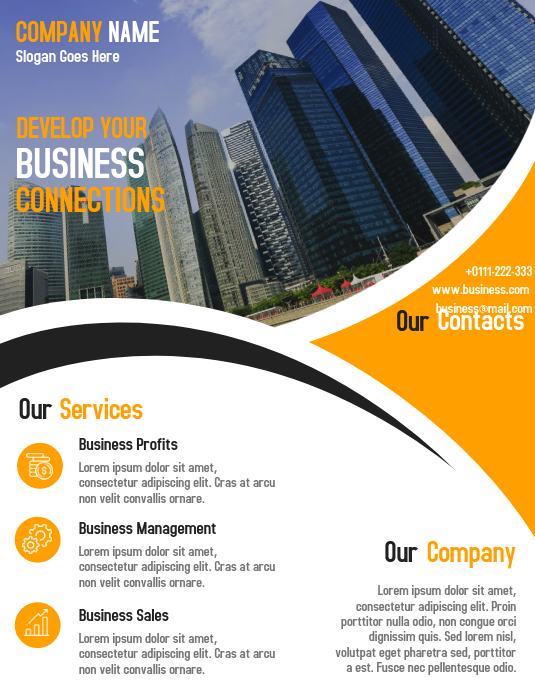 COMPANY NAME
Slogan Goes Here
DEVELOP YOUR
BUSINESS
CONNECTIONS
+0111-222-333
www.business.com
business@mail.com
Our Contacts
Our Services
Business Profits
Lorem ipsum dolor sit amet,
consectetur adipiscing elit. Cras at arcu
non velit convallis ornare.
Business Management
Lorem ipsum dolor sit amet,
consectetur adipiscing elit. Cras at arcu
non velit convallis ornare.
Business Sales
Lorem ipsum dolor sit amet,
consectetur adipiscing elit. Cras at arcu
non velit convallis ornare.
Our Company
Lorem ipsum dolor sit amet,
consectetur adipiscing elit. Proin
porttitor nulla odio, non congue orci
dignissim quis. Sed lorem nisl,
volutpat eget pharetra sed, porttitor
a est. Fusce nec pellentesque odio.